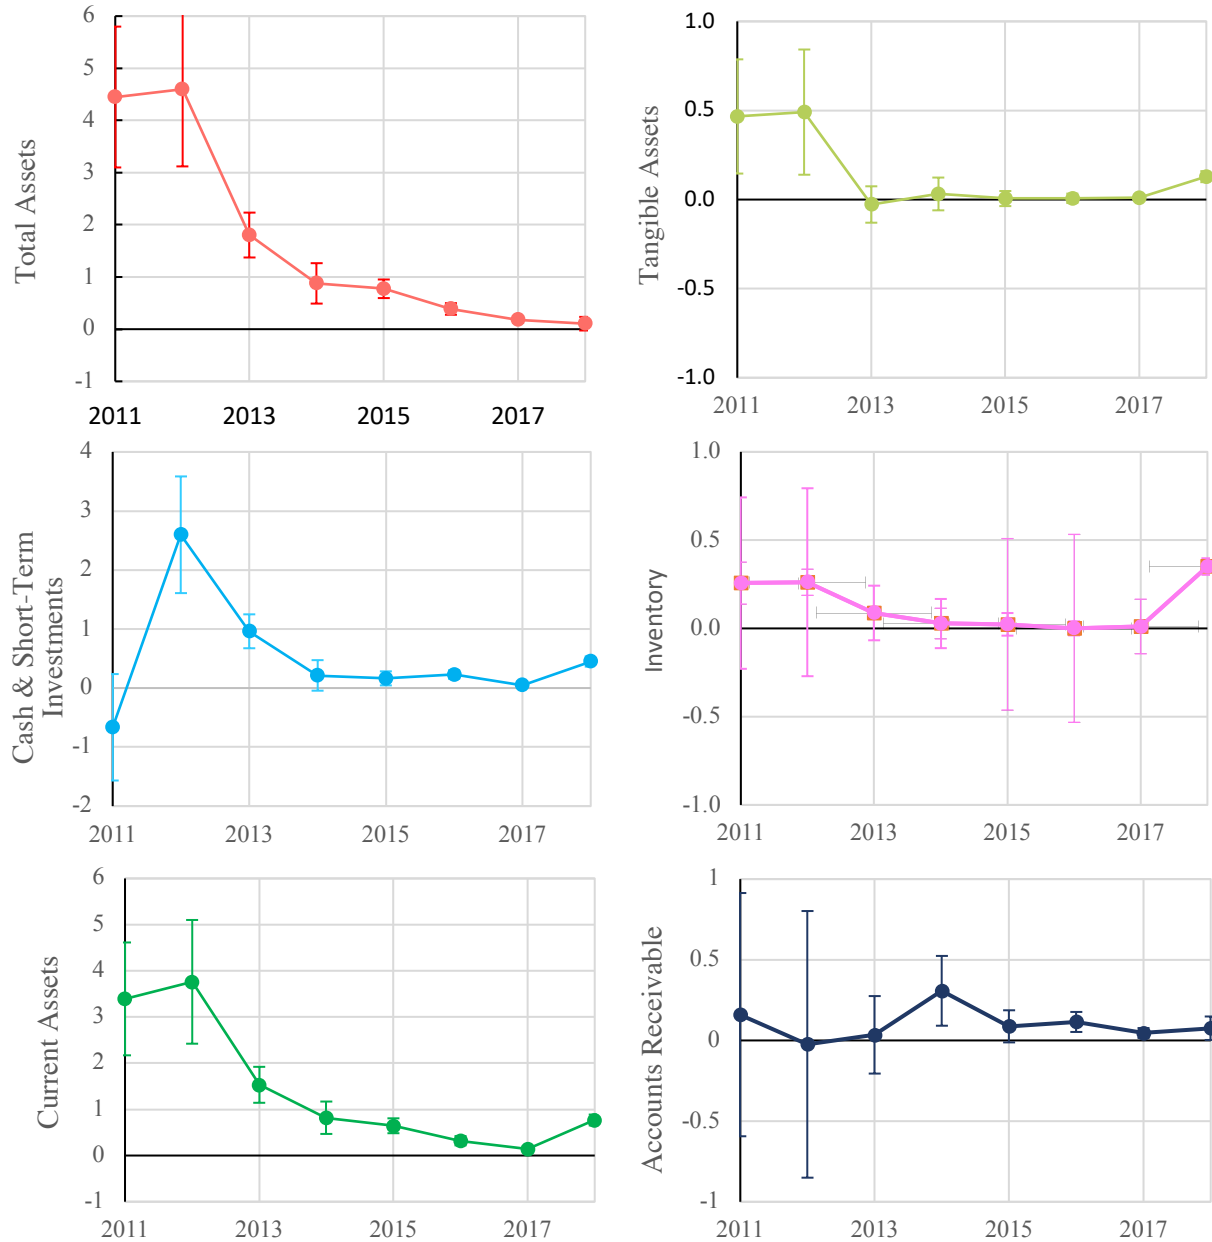 Total Assets
6
5
4
3
2
1
0
-1
2011 2013 2015 2017
Tangible Assets
1.0
0.5
0.0
-0.5
-1.0
2011 2013 2015 2017
Cash & Short-Term
Investments
4
3
2
1
0
-1
-2
2011 2013 2015 2017
Inventory
1.0
0.5
0.0
-0.5
-1.0
2011 2013 2015 2017
Current Assets
6
5
4
3
2
1
0
-1
2011 2013 2015 2017
Accounts Receivable
1
0.5
0
-0.5
-1
2011 2013 2015 2017